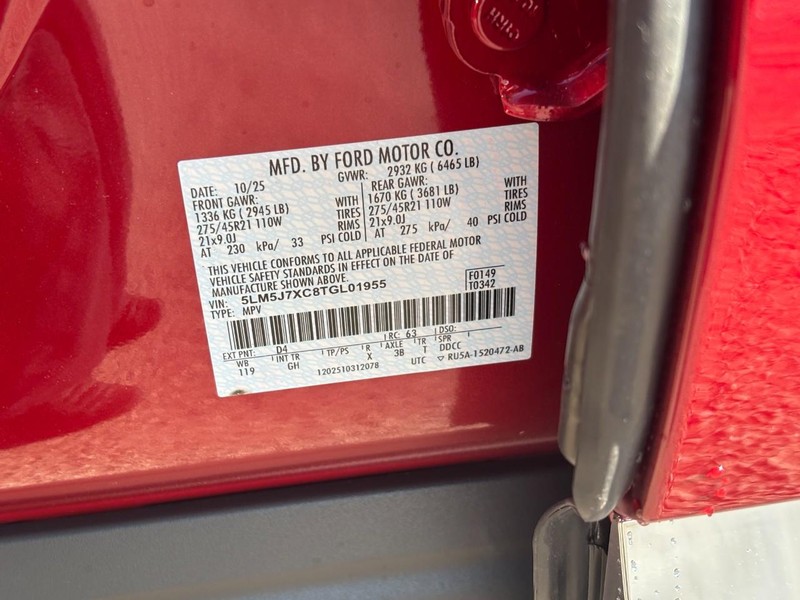 MFD. BY FORD MOTOR CO.
DATE: 10/25 GVWR: 2932 KG ( 6465 LB)
FRONT GAWR: REAR GAWR:
1336 KG ( 2945 LB) WITH 1670 KG ( 3681 LB) WITH
275/45R21 110W TIRES 275/45R21 110W TIRES
21x9.0J RIMS 21x9.0J RIMS
AT 230 kPa/ 33 PSI COLD AT 275 kPa/ 40 PSI COLD
THIS VEHICLE CONFORMS TO ALL APPLICABLE FEDERAL MOTOR
VEHICLE SAFETY STANDARDS IN EFFECT ON THE DATE OF
MANUFACTURE SHOWN ABOVE.
VIN: 5LM5J7XC8TGL01955 F0149
TYPE: MPV T0342
EXT PNT: D4 RC: 63 DSO:
WB INT TR TP/PS R AXLE TR SPR
119 GH X 3B T DDCC
1202510312078 UTC ▽ RU5A-1520472-AB